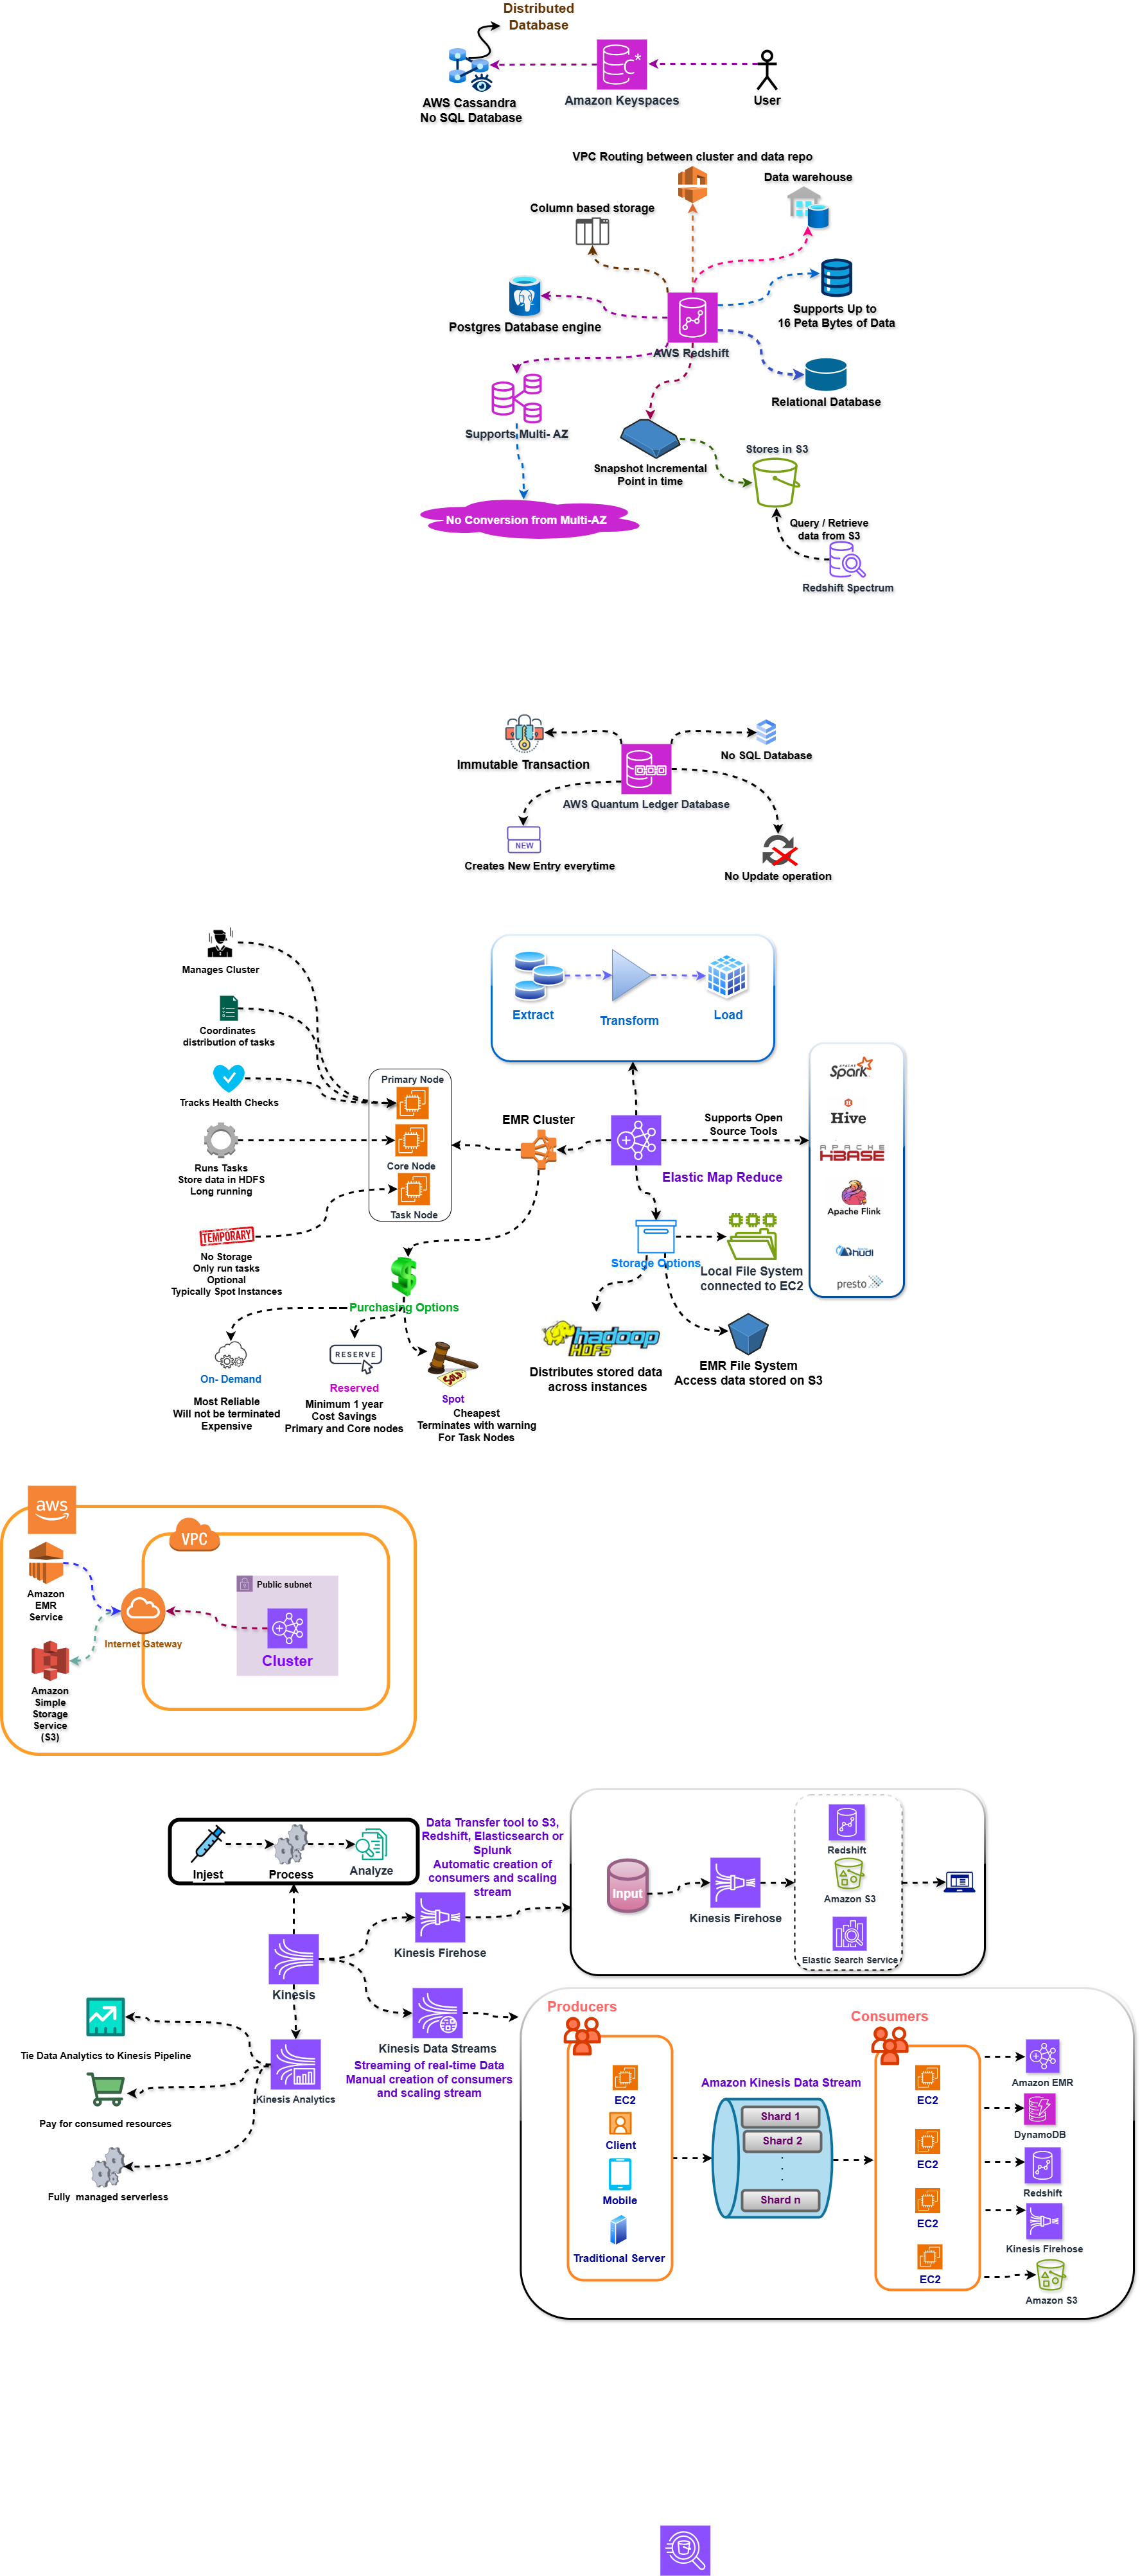 Distributed
Database
AWS Cassandra
No SQL Database
C*
Amazon Keyspaces
User
VPC Routing between cluster and data repo
Data warehouse
Column based storage
Postgres Database engine
Supports Up to
16 Peta Bytes of Data
AWS Redshift
Relational Database
Supports Multi- AZ
Snapshot Incremental
Point in time
Stores in S3
No Conversion from Multi-AZ
Query / Retrieve
data from S3
Redshift Spectrum
Immutable Transaction
No SQL Database
AWS Quantum Ledger Database
NEW
Creates New Entry everytime
No Update operation
Manages Cluster
Extract
Transform
Load
Coordinates
distribution of tasks
Tracks Health Checks
Primary Node
Core Node
Task Node
EMR Cluster
Supports Open
Source Tools
Elastic Map Reduce
APACHE
Spark
Hive
APACHE
HBASE
Apache Flink
hudi
presto
Runs Tasks
Store data in HDFS
Long running
TEMPORARY
No Storage
Only run tasks
Optional
Typically Spot Instances
Storage Options
Local File System
connected to EC2
$
Purchasing Options
hadoop
HDFS
Distributes stored data
across instances
EMR File System
Access data stored on S3
On- Demand
Most Reliable
Will not be terminated
Expensive
RESERVE
Reserved
Minimum 1 year
Cost Savings
Primary and Core nodes
SOLD
Spot
Cheapest
Terminates with warning
For Task Nodes
aws
VPC
Amazon
EMR
Service
Public subnet
Internet Gateway
Cluster
Amazon
Simple
Storage
Service
(S3)
Injest
Process
Analyze
Data Transfer tool to S3,
Redshift, Elasticsearch or
Splunk
Automatic creation of
consumers and scaling
stream
Kinesis Firehose
Input
Kinesis Firehose
Redshift
Amazon S3
Elastic Search Service
Kinesis
Kinesis Data Streams
Streaming of real-time Data
Manual creation of consumers
and scaling stream
Tie Data Analytics to Kinesis Pipeline
Kinesis Analytics
Pay for consumed resources
Fully  managed serverless
Producers
EC2
Client
Mobile
Traditional Server
Amazon Kinesis Data Stream
Shard 1
Shard 2
.
.
.
Shard n
Consumers
EC2
EC2
EC2
EC2
Amazon EMR
DynamoDB
Redshift
Kinesis Firehose
Amazon S3